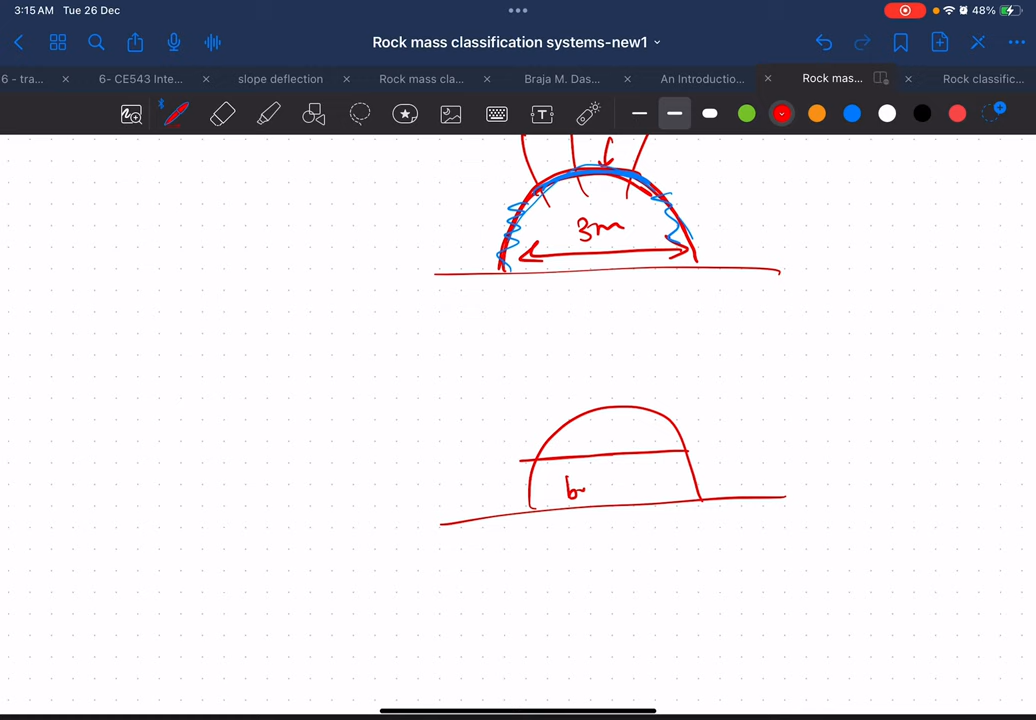 3:15 AM Tue 26 Dec
48%
Rock mass classification systems-new1
6 - tra...
6- CE543 Inte...
slope deflection
Rock mass cla...
Braja M. Das...
An Introductio...
Rock mas...
Rock classific...
T
3m